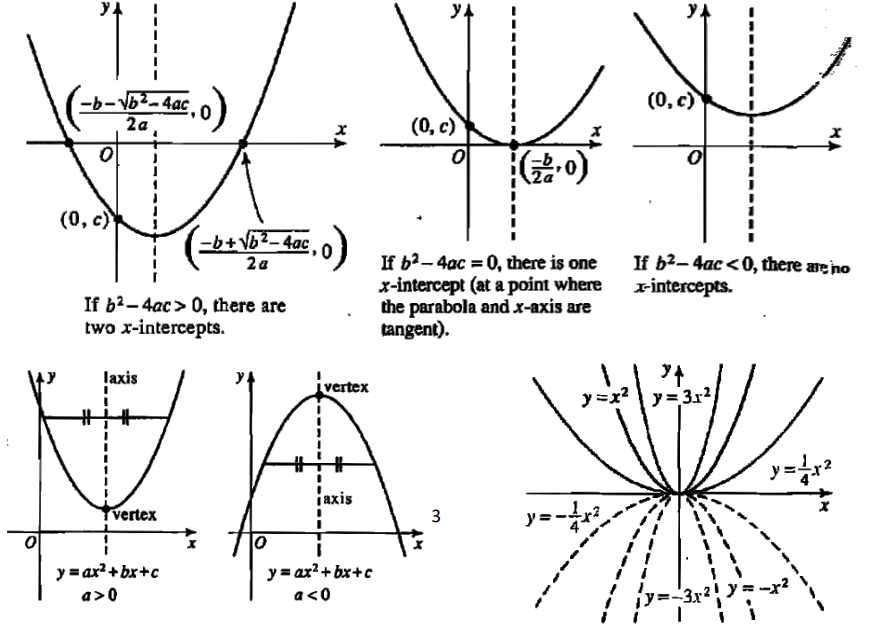 y
(-b-√b²-4ac/2a, 0)
x
O
(0, c)
(-b+√b²-4ac/2a, 0)
If b²-4ac > 0, there are
two x-intercepts.
y
(0, c)
x
O
(-b/2a, 0)
If b²-4ac = 0, there is one
x-intercept (at a point where
the parabola and x-axis are
tangent).
y
(0, c)
x
O
If b²-4ac < 0, there are no
x-intercepts.
y
axis
vertex
O
x
y = ax²+bx+c
a > 0
y
vertex
axis
3
O
x
y = ax²+bx+c
a < 0
y
y = x²
y = 3x²
y = 1/4x²
x
y = -1/4x²
y = -3x²
y = -x²